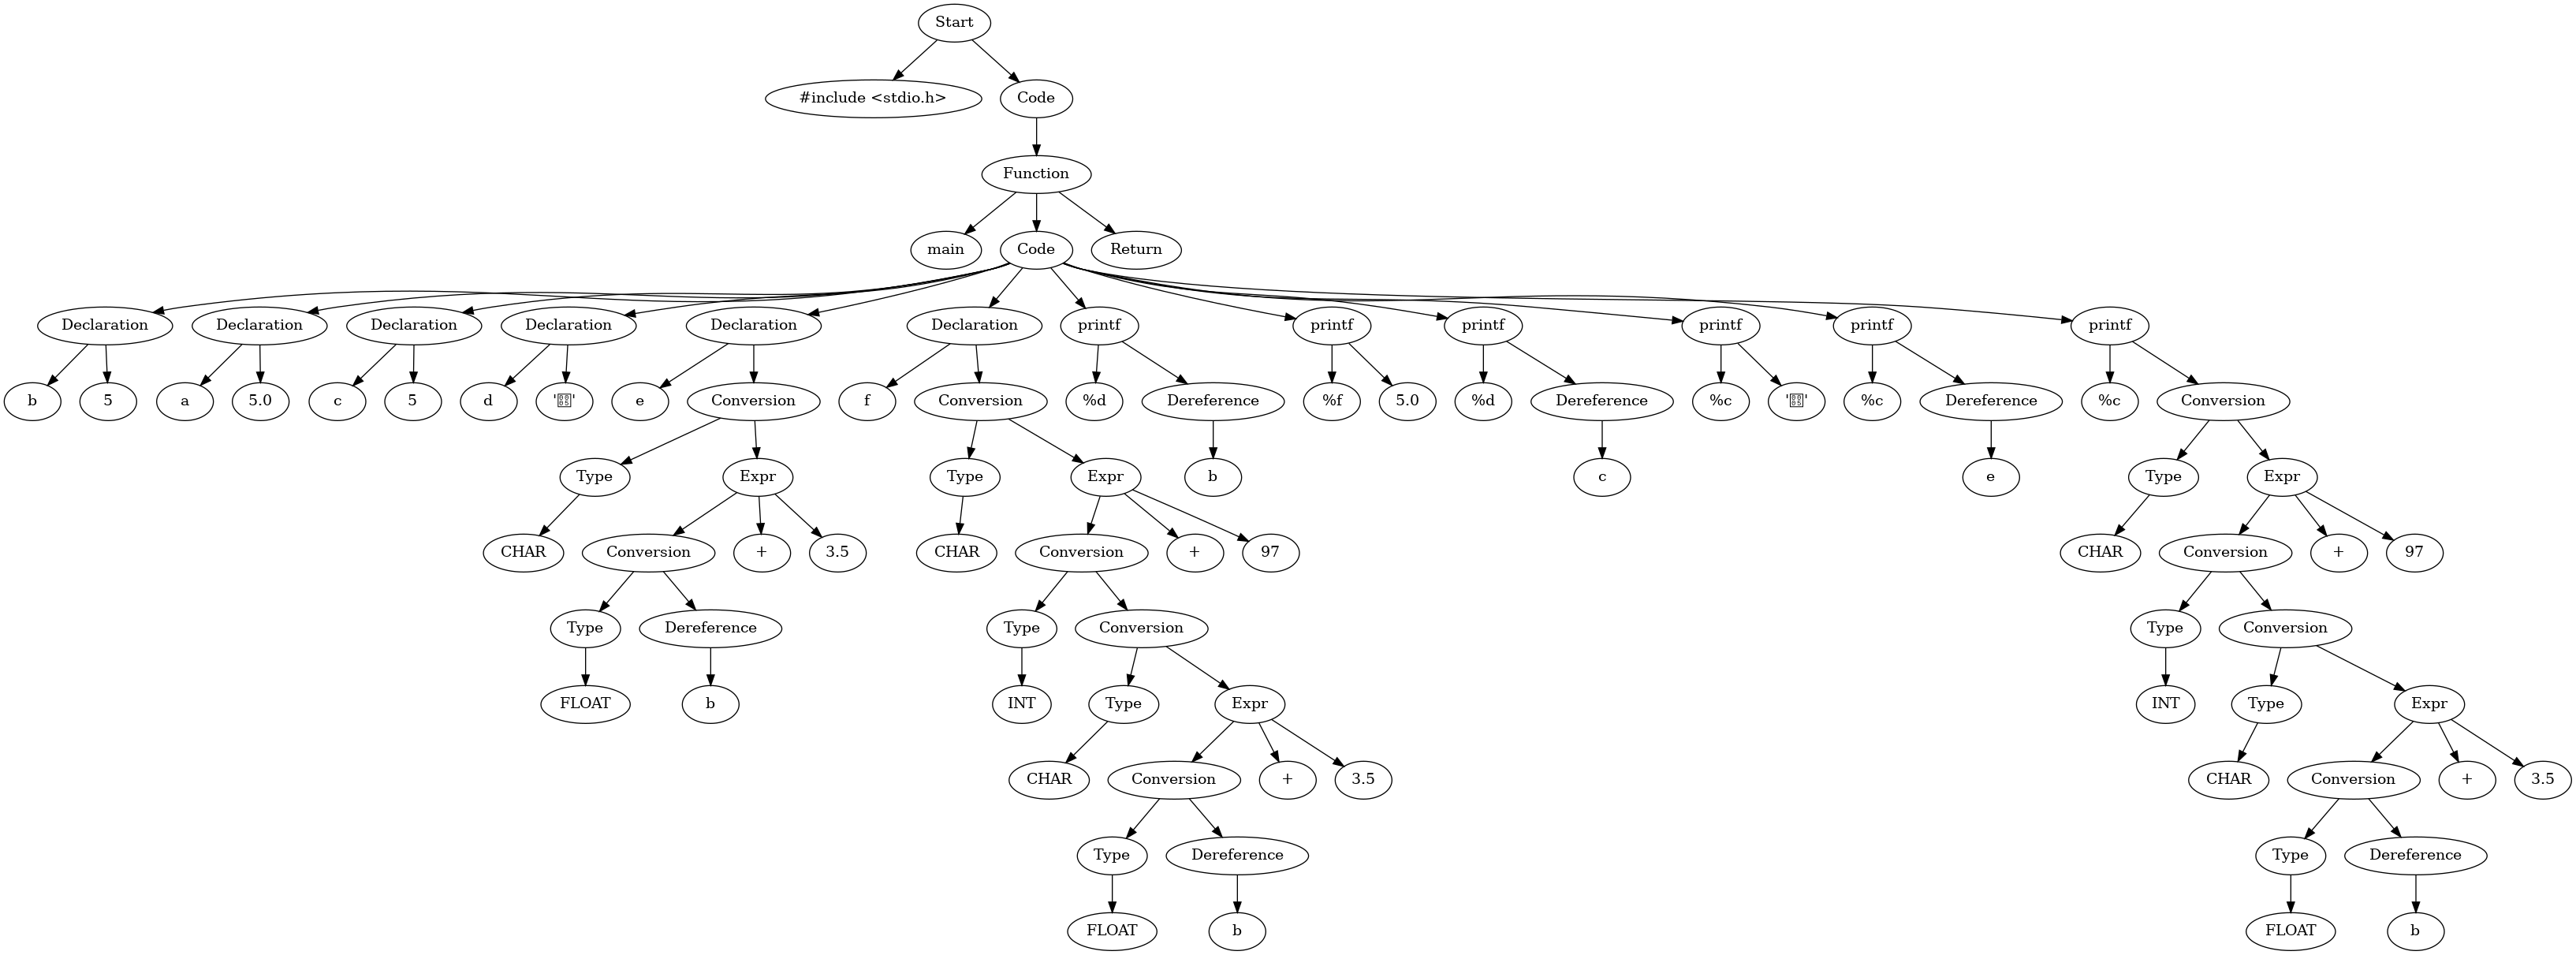 Start
#include <stdio.h> Code
Function
main Code Return
Declaration Declaration Declaration Declaration Declaration Declaration printf printf printf printf printf printf
b 5 a 5.0 c 5 d e Conversion f Conversion %d Dereference %f 5.0 %d Dereference %c %c Dereference %c Conversion
Type Expr Type Expr b c e Type Expr
CHAR Conversion + 3.5 CHAR Conversion + 97 CHAR Conversion + 97
Type Dereference Type Conversion Type Conversion
FLOAT b INT Type Expr INT Type Expr
CHAR Conversion + 3.5 CHAR Conversion + 3.5
Type Dereference Type Dereference
FLOAT b FLOAT b